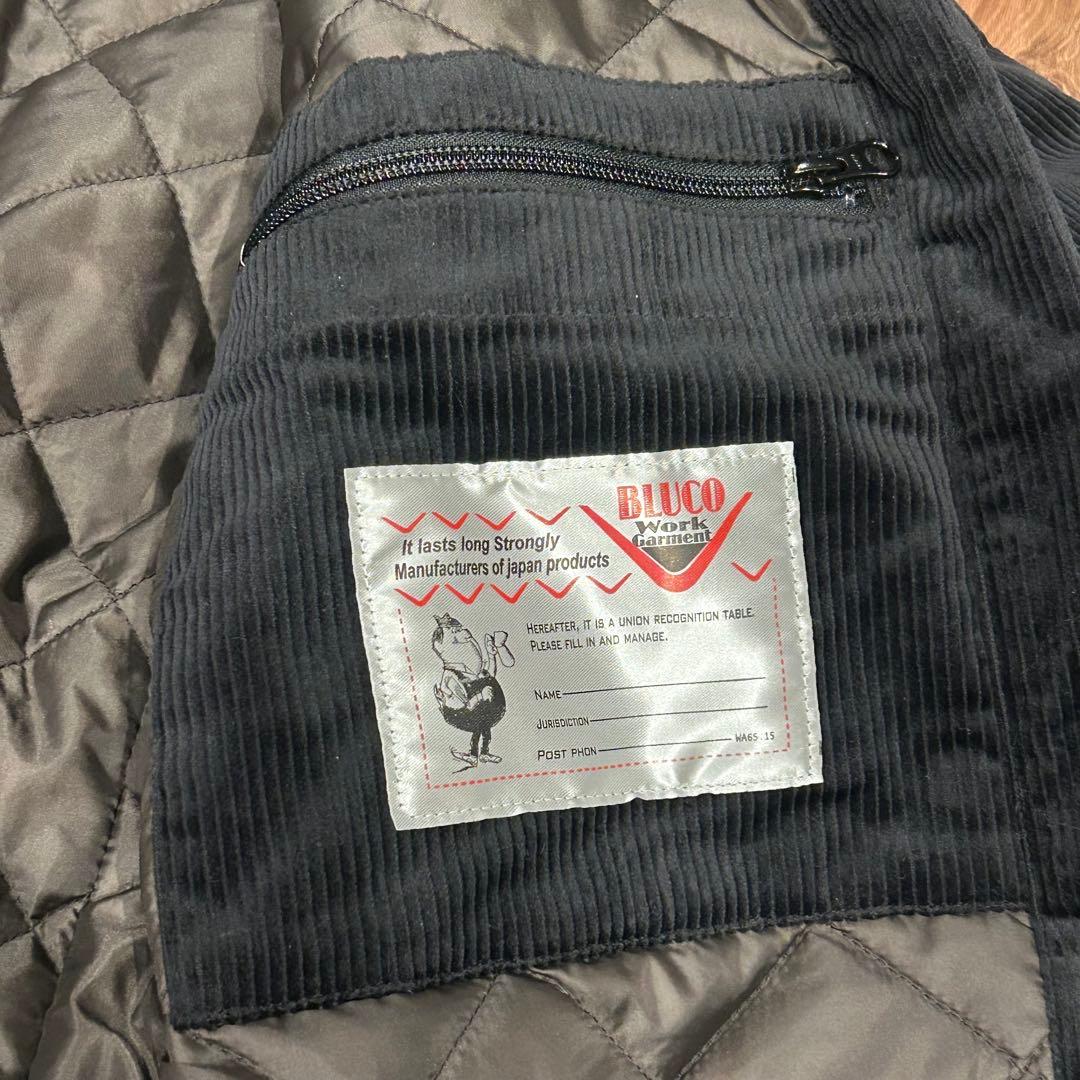 BLUCO
Work
Garment
It lasts long Strongly
Manufacturers of japan products
HEREAFTER, IT IS A UNION RECOGNITION TABLE.
PLEASE FILL IN AND MANAGE.
NAME
JURISDICTION
POST PHON
WA65.15